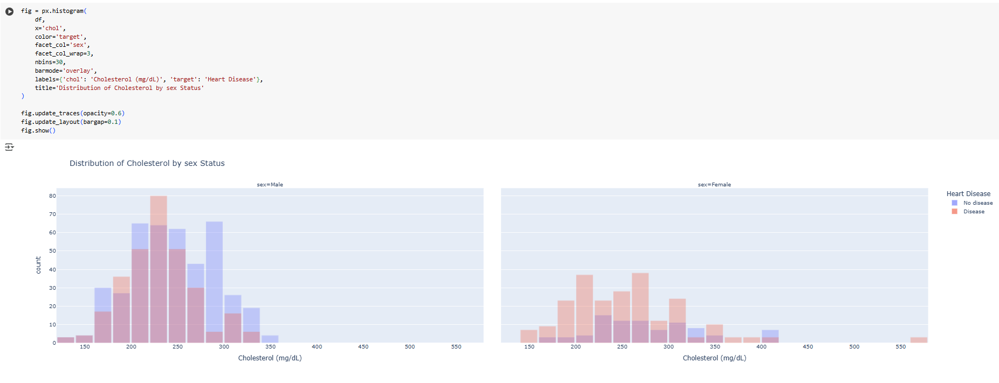 fig = px.histogram(
    df,
    x='chol',
    color='target',
    facet_col='sex',
    facet_col_wrap=3,
    nbins=30,
    barmode='overlay',
    labels={'chol': 'Cholesterol (mg/dL)', 'target': 'Heart Disease'},
    title='Distribution of Cholesterol by sex Status'
)
fig.update_traces(opacity=0.6)
fig.update_layout(bargap=0.1)
fig.show()
Distribution of Cholesterol by sex Status
sex=Male
sex=Female
Heart Disease
No disease
Disease
count
80
70
60
50
40
30
20
10
0
150 200 250 300 350 400 450 500 550
150 200 250 300 350 400 450 500 550
Cholesterol (mg/dL)
Cholesterol (mg/dL)